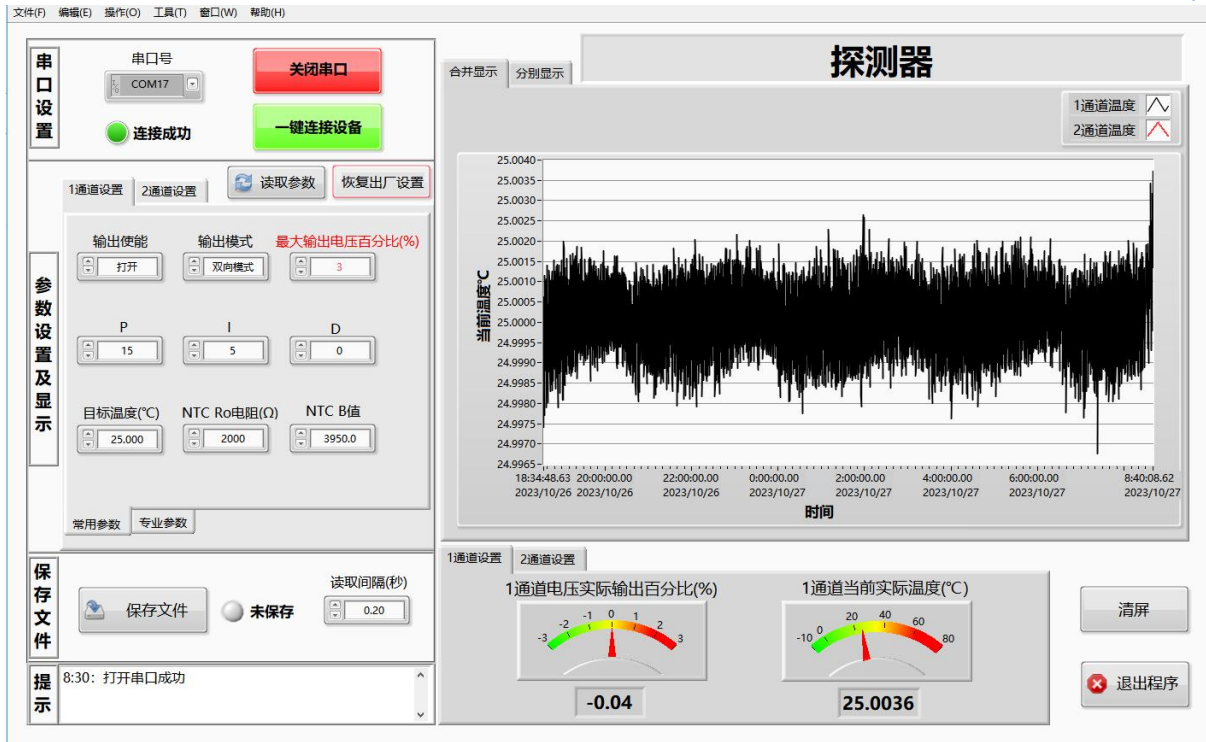 文件(F) 编辑(E) 操作(O) 工具(T) 窗口(W) 帮助(H)
串口设置
串口号
COM17
关闭串口
连接成功
一键连接设备
参数设置及显示
1通道设置 2通道设置
读取参数
恢复出厂设置
输出使能 输出模式 最大输出电压百分比(%)
打开 双向模式 3
P I D
15 5 0
目标温度(℃) NTC Ro电阻(Ω) NTC B值
25.000 2000 3950.0
常用参数 专业参数
保存文件
保存文件
未保存
读取间隔(秒)
0.20
提示
8:30: 打开串口成功
合并显示 分别显示
探测器
1通道温度
2通道温度
当前温度℃
25.0040
25.0035
25.0030
25.0025
25.0020
25.0015
25.0010
25.0005
25.0000
24.9995
24.9990
24.9985
24.9980
24.9975
24.9970
24.9965
18:34:48.63 20:00:00.00 22:00:00.00 0:00:00.00 2:00:00.00 4:00:00.00 6:00:00.00 8:40:08.62
2023/10/26 2023/10/26 2023/10/26 2023/10/27 2023/10/27 2023/10/27 2023/10/27 2023/10/27
时间
1通道设置 2通道设置
1通道电压实际输出百分比(%)
-3 -2 -1 0 1 2 3
-0.04
1通道当前实际温度(℃)
-10 0 20 40 60 80
25.0036
清屏
退出程序